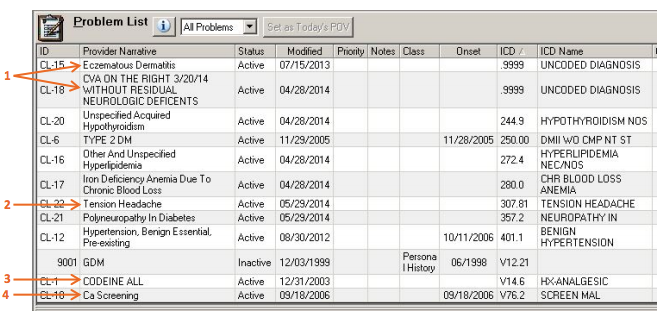 Problem List i All Problems Set as Today's POV
ID Provider Narrative Status Modified Priority Notes Class Onset ICD ICD Name
1
CL-15 Eczematous Dermatitis Active 07/15/2013 .9999 UNCODED DIAGNOSIS
CVA ON THE RIGHT 3/20/14
CL-18 WITHOUT RESIDUAL Active 04/28/2014 .9999 UNCODED DIAGNOSIS
NEUROLOGIC DEFICENTS
Unspecified Acquired
CL-20 Hypothyroidism Active 04/28/2014 244.9 HYPOTHYROIDISM NOS
CL-6 TYPE 2 DM Active 11/29/2005 11/28/2005 250.00 DMII WO CMP NT ST
Other And Unspecified HYPERLIPIDEMIA
CL-16 Hyperlipidemia Active 04/28/2014 272.4 NEC/NOS
Iron Deficiency Anemia Due To CHR BLOOD LOSS
CL-17 Chronic Blood Loss Active 04/28/2014 280.0 ANEMIA
2 CL-22 Tension Headache Active 05/29/2014 307.81 TENSION HEADACHE
CL-21 Polyneuropathy In Diabetes Active 05/29/2014 357.2 NEUROPATHY IN
Hypertension, Benign Essential, BENIGN
CL-12 Pre-existing Active 08/30/2012 10/11/2006 401.1 HYPERTENSION
9001 GDM Inactive 12/03/1999 Persona 06/1998 V12.21
l History
3 CL-1 CODEINE ALL Active 12/31/2003 V14.6 HX-ANALGESIC
4 CL-10 Ca Screening Active 09/18/2006 09/18/2006 V76.2 SCREEN MAL